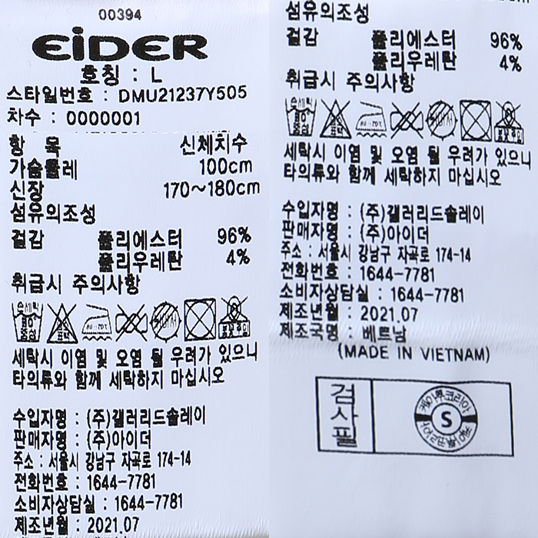 00394
EiDER
호칭 : L
스타일번호 : DMU21237Y505
차수 : 0000001
항 목 신체치수
가슴둘레 100cm
신장 170~180cm
섬유의조성
겉감 폴리에스터 96%
폴리우레탄 4%
취급시 주의사항
세탁시 이염 및 오염 될 우려가 있으니
타의류와 함께 세탁하지 마십시오
수입자명 : (주)갤러리드솔레이
판매자명 : (주)아이더
주소 : 서울시 강남구 자곡로 174-14
전화번호 : 1644-7781
소비자상담실 : 1644-7781
제조년월 : 2021.07
섬유의조성
겉감 폴리에스터 96%
폴리우레탄 4%
취급시 주의사항
세탁시 이염 및 오염 될 우려가 있으니
타의류와 함께 세탁하지 마십시오
수입자명 : (주)갤러리드솔레이
판매자명 : (주)아이더
주소 : 서울시 강남구 자곡로 174-14
전화번호 : 1644-7781
소비자상담실 : 1644-7781
제조년월 : 2021.07
제조국명 : 베트남
(MADE IN VIETNAM)
검사필
S